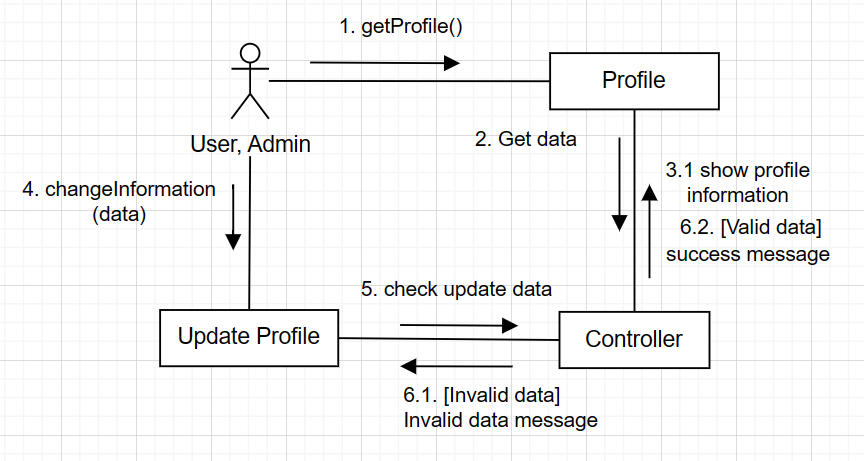 1. getProfile()
Profile
User, Admin
2. Get data
3.1 show profile
information
4. changeInformation
(data)
6.2. [Valid data]
success message
5. check update data
Update Profile
Controller
6.1. [Invalid data]
Invalid data message